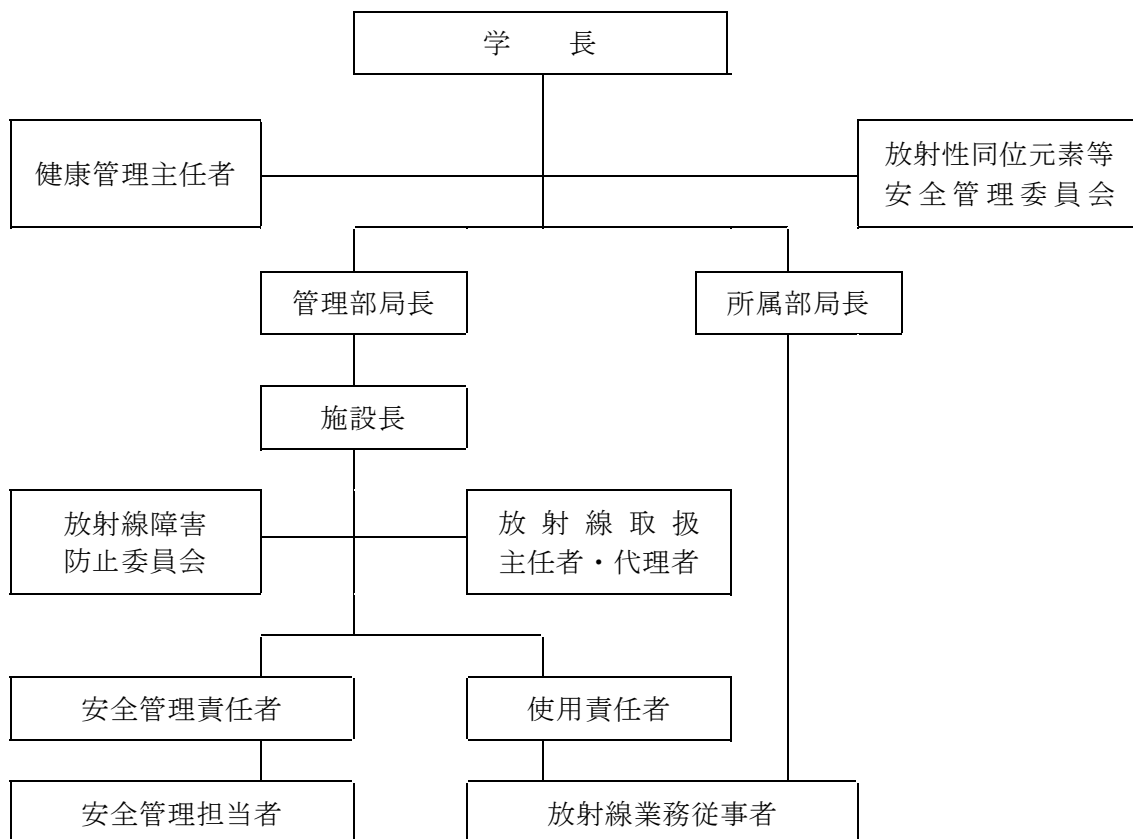 学 長
健康管理主任者
放射性同位元素等
安全管理委員会
管理部局長
所属部局長
施設長
放射線障害
防止委員会
放射線取扱
主任者・代理者
安全管理責任者
使用責任者
安全管理担当者
放射線業務従事者